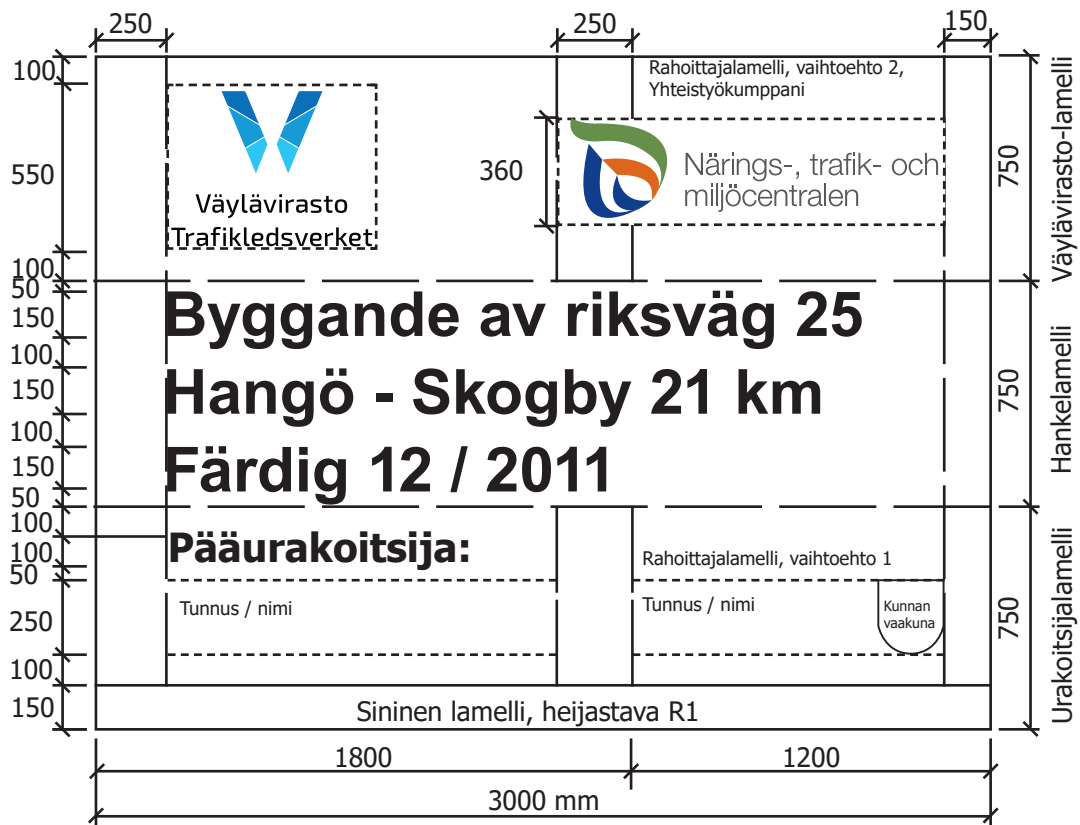 250
250
150
100
550
100
50
150
100
150
100
150
50
100
100
50
250
100
150
Väylävirasto
Trafikledsverket
Rahoittajalamelli, vaihtoehto 2,
Yhteistyökumppani
360
Närings-, trafik- och
miljöcentralen
750
Väylävirasto-lamelli
Byggande av riksväg 25
Hangö - Skogby 21 km
Färdig 12 / 2011
750
Hankelamelli
Pääurakoitsija:
Tunnus / nimi
Rahoittajalamelli, vaihtoehto 1
Tunnus / nimi
Kunnan
vaakuna
750
Urakoitsijalamelli
Sininen lamelli, heijastava R1
1800
1200
3000 mm